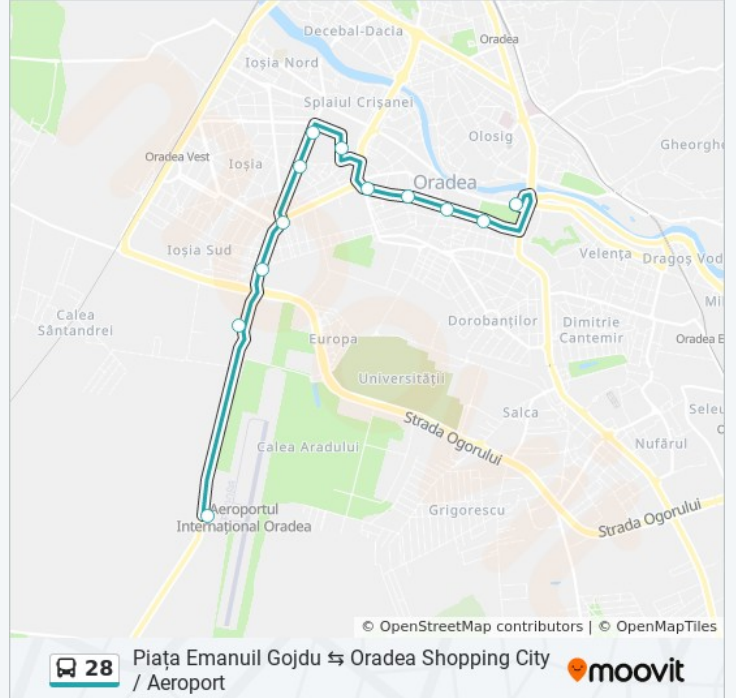 Decebal-Dacia
Oradea
Ioșia Nord
Splaiul Crișanei
Olosig
Gheorghe
Oradea Vest
Ioșia
Oradea
Ioșia Sud
Velența
Dragoș Vod
Calea
Sântandrei
Mi
Dorobanților
Dimitrie
Cantemir
Europa
Oradea E
Universității
Salca
Seleu
Strada Ogorului
Nufărul
Calea Aradului
Aeroportul
Internațional Oradea
Grigorescu
Strada Ogorului
© OpenStreetMap contributors | © OpenMapTiles
28
Piața Emanuil Gojdu ⇆ Oradea Shopping City
/ Aeroport
moovit